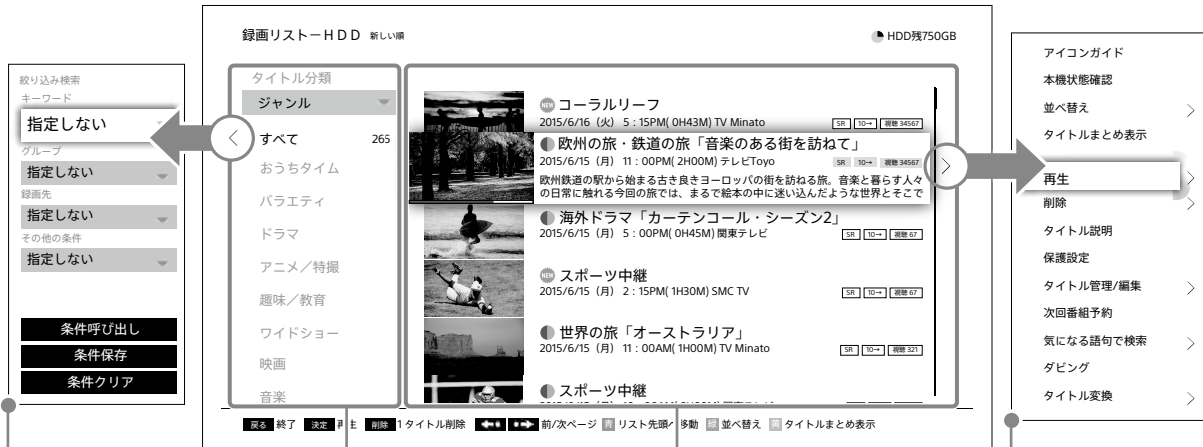 録画リストーＨＤＤ 新しい順
HDD残750GB
絞り込み検索
キーワード
指定しない
グループ
指定しない
録画先
指定しない
その他の条件
指定しない
条件呼び出し
条件保存
条件クリア
タイトル分類
ジャンル
すべて 265
おうちタイム
バラエティ
ドラマ
アニメ／特撮
趣味／教育
ワイドショー
映画
音楽
NEW コーラルリーフ
2015/6/16（火）5 : 15PM( 0H43M) TV Minato SR 10→ 視聴 34567
欧州の旅・鉄道の旅「音楽のある街を訪ねて」
2015/6/15（月）11 : 00PM( 2H00M) テレビToyo SR 10→ 視聴 34567
欧州鉄道の駅から始まる古き良きヨーロッパの街を訪ねる旅。音楽と暮らす人々
の日常に触れる今回の旅では、まるで絵本の中に迷い込んだような世界とそこで
海外ドラマ「カーテンコール・シーズン2」
2015/6/15（月）5 : 00PM( 0H45M) 関東テレビ SR 10→ 視聴 67
NEW スポーツ中継
2015/6/15（月）2 : 15PM( 1H30M) SMC TV SR 10→ 視聴 67
世界の旅「オーストラリア」
2015/6/15（月）11 : 00AM( 1H00M) TV Minato SR 10→ 視聴 321
スポーツ中継
戻る 終了 決定 再生 削除 1タイトル削除 前/次ページ 青 リスト先頭へ移動 緑 並べ替え 黄 タイトルまとめ表示
アイコンガイド
本機状態確認
並べ替え
タイトルまとめ表示
再生
削除
タイトル説明
保護設定
タイトル管理/編集
次回番組予約
気になる語句で検索
ダビング
タイトル変換